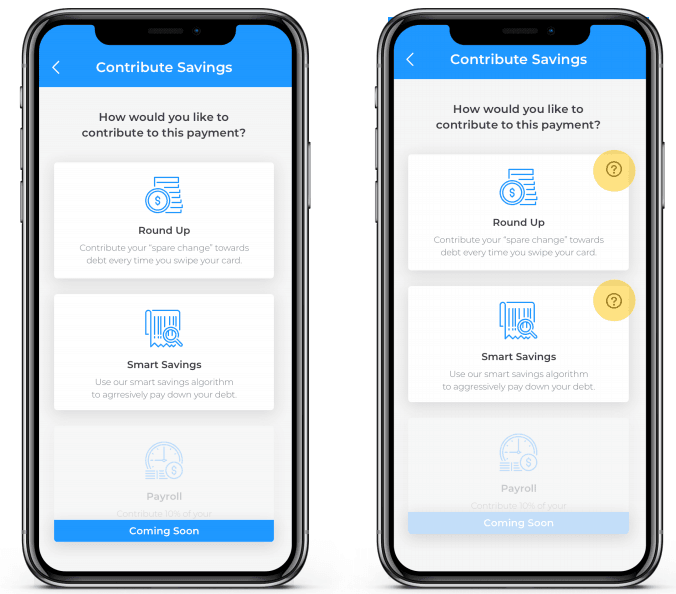 Contribute Savings
How would you like to
contribute to this payment?
$
Round Up
Contribute your “spare change” towards
debt every time you swipe your card.
Smart Savings
Use our smart savings algorithm
to agrressively pay down your debt.
$
Payroll
Contribute 10% of your
Coming Soon
Contribute Savings
How would you like to
contribute to this payment?
?
$
Round Up
Contribute your “spare change” towards
debt every time you swipe your card.
?
Smart Savings
Use our smart savings algorithm
to aggressively pay down your debt.
$
Payroll
Contribute 10% of your
Coming Soon